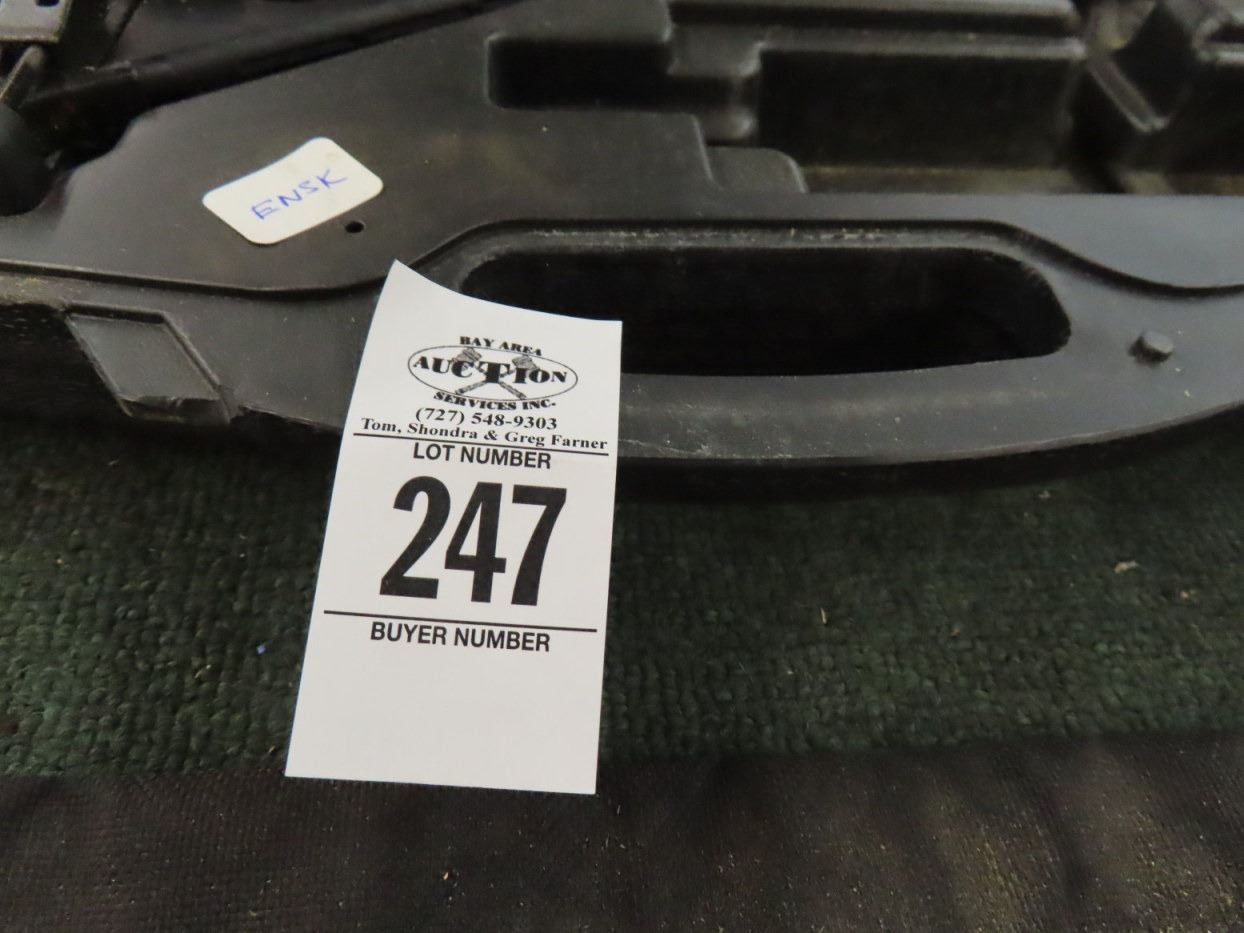 ENSK
BAY AREA
AUCTION
SERVICES INC.
(727) 548-9303
Tom, Shondra & Greg Farner
LOT NUMBER
247
BUYER NUMBER